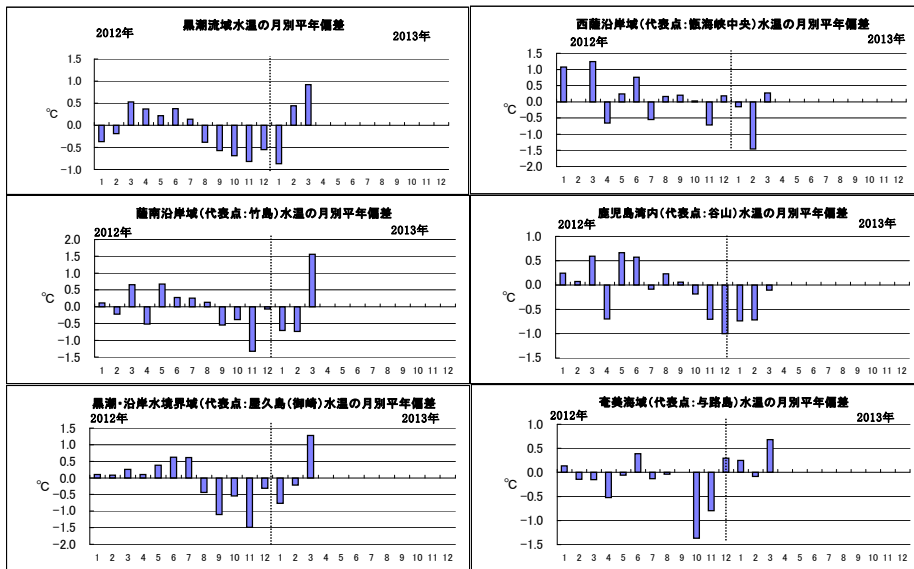 黒潮流域水温の月別平年偏差
2012年
2013年
1.5
1.0
0.5
0.0
-0.5
-1.0
℃
1 2 3 4 5 6 7 8 9 10 11 12 1 2 3 4 5 6 7 8 9 10 11 12
西薩沿岸域(代表点:甑海峡中央)水温の月別平年偏差
2012年
2013年
1.5
1.0
0.5
0.0
-0.5
-1.0
-1.5
-2.0
℃
1 2 3 4 5 6 7 8 9 10 11 12 1 2 3 4 5 6 7 8 9 10 11 12
薩南沿岸域(代表点:竹島)水温の月別平年偏差
2012年
2013年
2.0
1.5
1.0
0.5
0.0
-0.5
-1.0
-1.5
℃
1 2 3 4 5 6 7 8 9 10 11 12 1 2 3 4 5 6 7 8 9 10 11 12
鹿児島湾内(代表点:谷山)水温の月別平年偏差
2012年
2013年
1.0
0.5
0.0
-0.5
-1.0
-1.5
℃
1 2 3 4 5 6 7 8 9 10 11 12 1 2 3 4 5 6 7 8 9 10 11 12
黒潮・沿岸水境界域(代表点:屋久島(御崎)水温の月別平年偏差
2012年
2013年
1.5
1.0
0.5
0.0
-0.5
-1.0
-1.5
-2.0
℃
1 2 3 4 5 6 7 8 9 10 11 12 1 2 3 4 5 6 7 8 9 10 11 12
奄美海域(代表点:与路島)水温の月別平年偏差
2012年
2013年
1.0
0.5
0.0
-0.5
-1.0
-1.5
℃
1 2 3 4 5 6 7 8 9 10 11 12 1 2 3 4 5 6 7 8 9 10 11 12